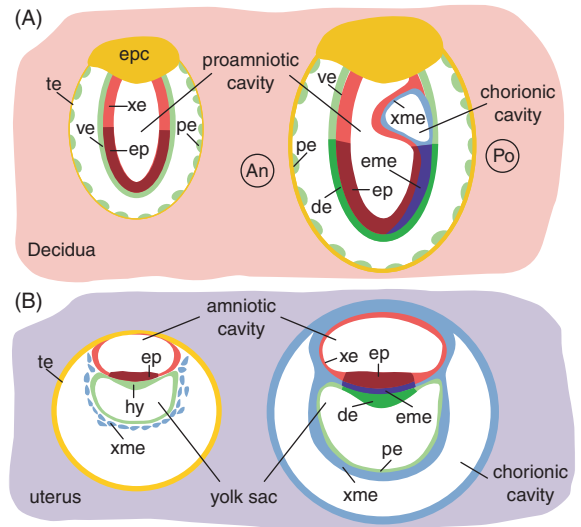 (A)
epc
te
proamniotic
cavity
ve
xe
ve
pe
ep
xme
chorionic
cavity
pe
An
eme
Po
ep
de
Decidua
(B)
amniotic
cavity
te
ep
xe
ep
hy
de
eme
xme
pe
uterus
yolk sac
xme
chorionic
cavity